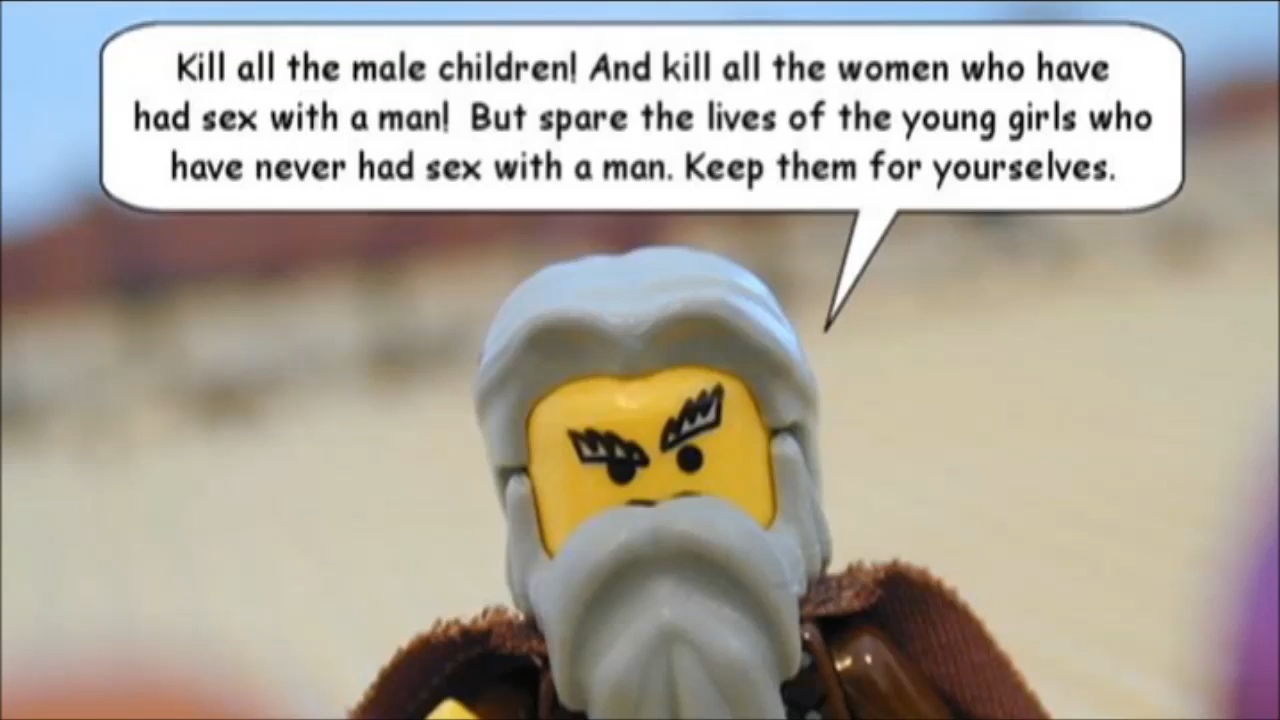 Kill all the male children! And kill all the women who have
had sex with a man!  But spare the lives of the young girls who
have never had sex with a man. Keep them for yourselves.